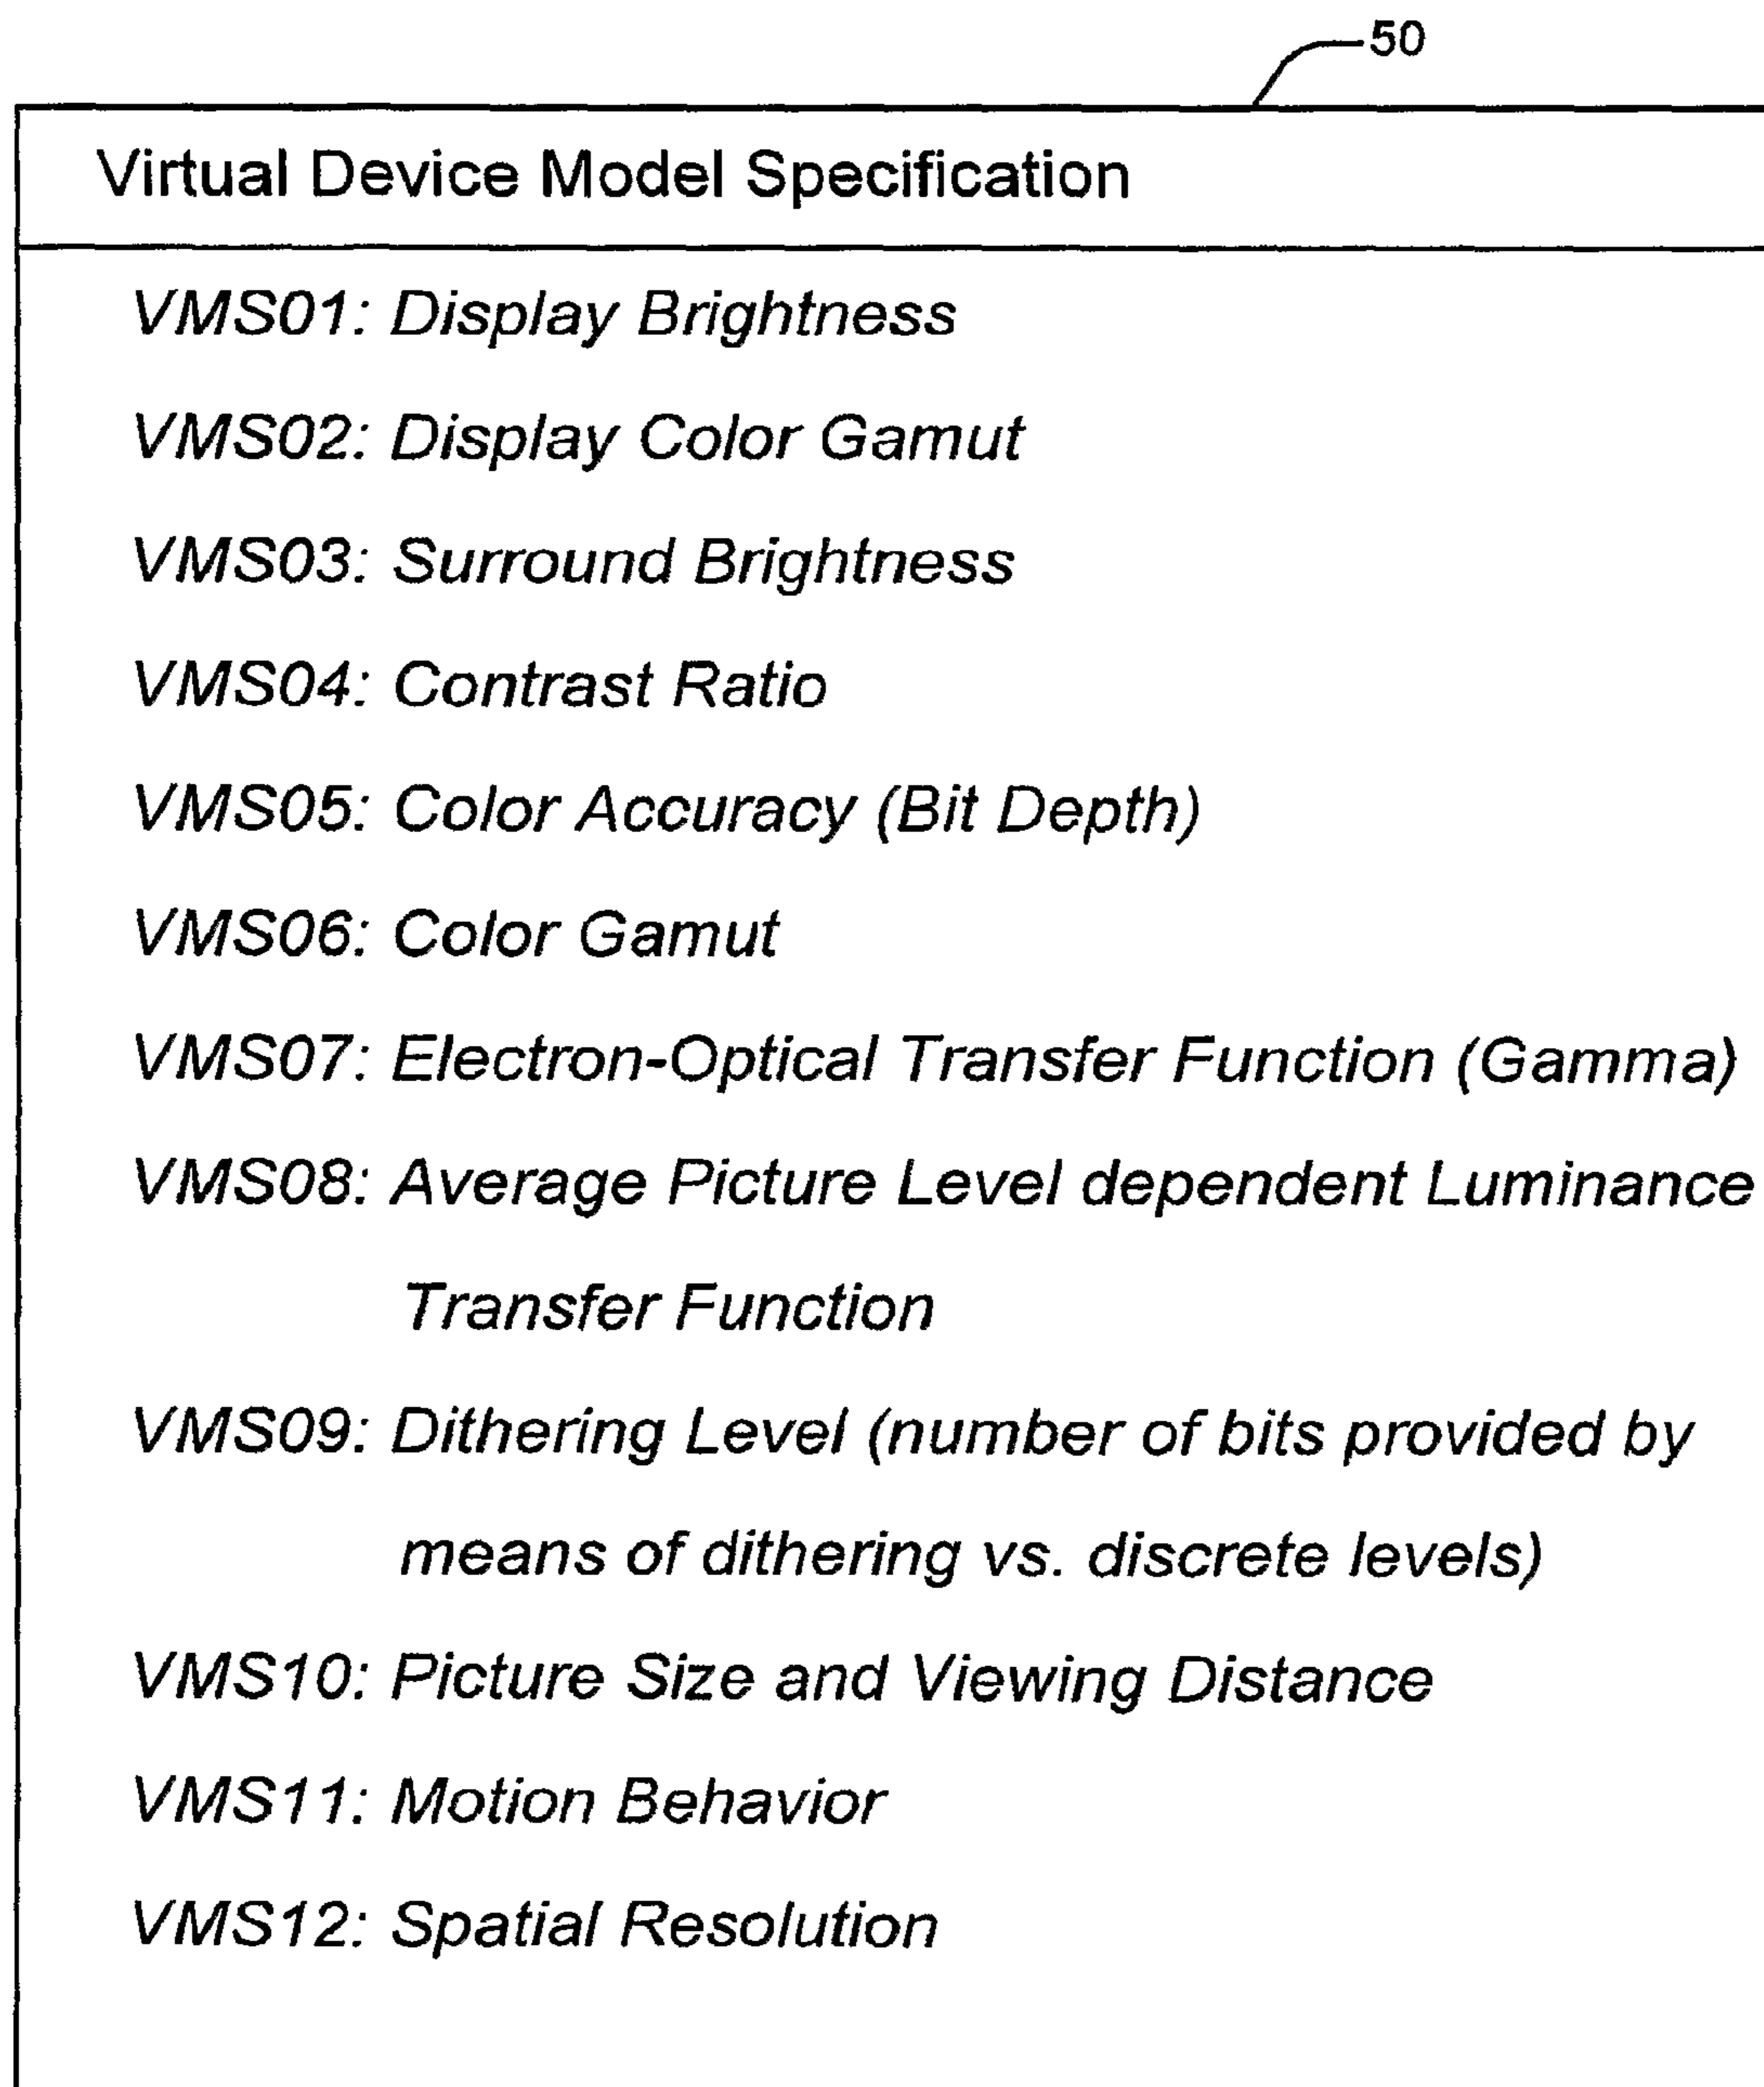 50
Virtual Device Model Specification
VMS01: Display Brightness
VMS02: Display Color Gamut
VMS03: Surround Brightness
VMS04: Contrast Ratio
VMS05: Color Accuracy (Bit Depth)
VMS06: Color Gamut
VMS07: Electron-Optical Transfer Function (Gamma)
VMS08: Average Picture Level dependent Luminance
Transfer Function
VMS09: Dithering Level (number of bits provided by
means of dithering vs. discrete levels)
VMS10: Picture Size and Viewing Distance
VMS11: Motion Behavior
VMS12: Spatial Resolution